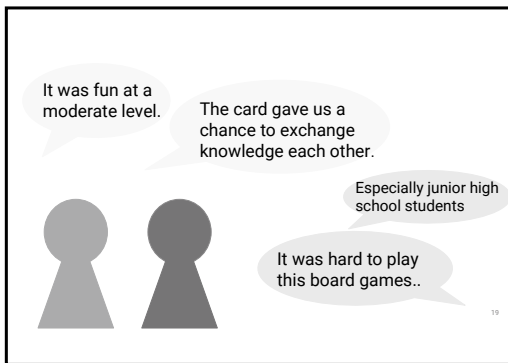 It was fun at a
moderate level.
The card gave us a
chance to exchange
knowledge each other.
Especially junior high
school students
It was hard to play
this board games..
19